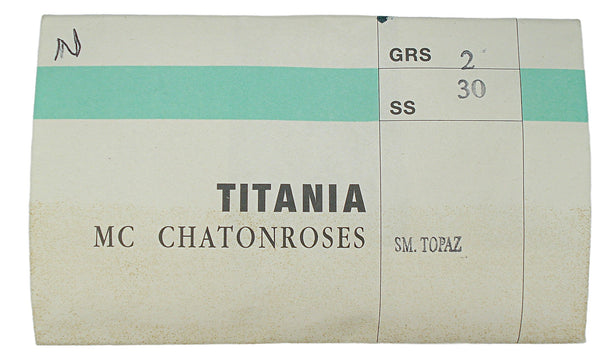 N
GRS 2
SS 30
TITANIA
MC CHATONROSES
SM. TOPAZ